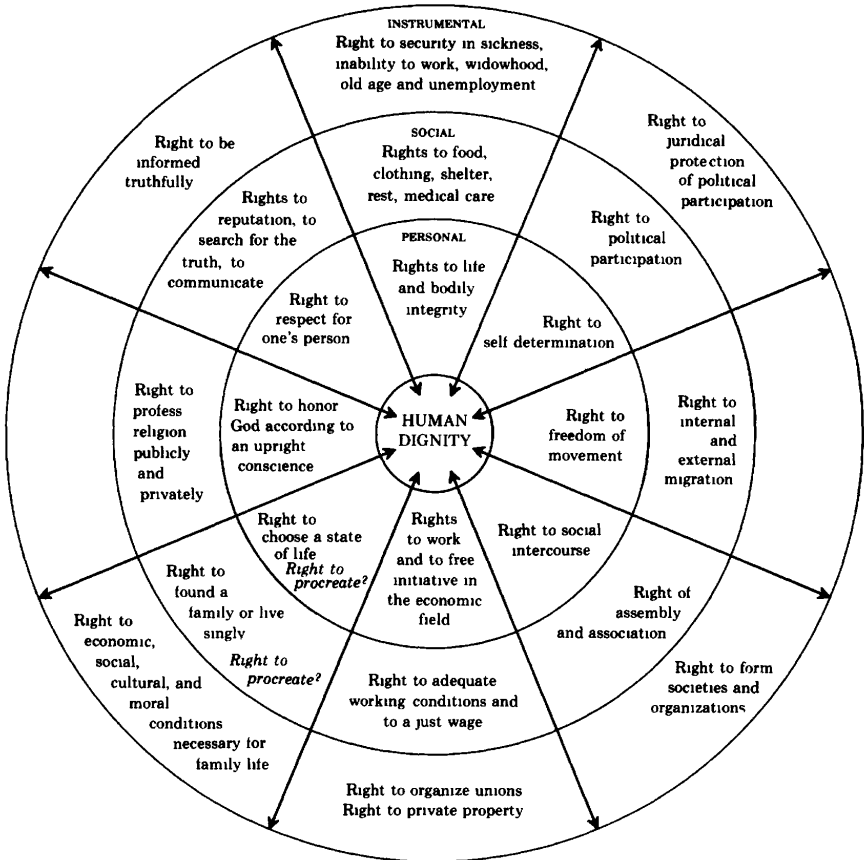 INSTRUMENTAL
Right to security in sickness,
inability to work, widowhood,
old age and unemployment
SOCIAL
Rights to food,
clothing, shelter,
rest, medical care
PERSONAL
Rights to life
and bodily
integrity
Right to
juridical
protection
of political
participation
Right to
political
participation
Right to
self determination
Right to
internal
and
external
migration
Right to
freedom of
movement
Right to form
societies and
organizations
Right of
assembly
and association
Right to social
intercourse
Rights
to work
and to free
initiative in
the economic
field
Right to adequate
working conditions and
to a just wage
Right to organize unions
Right to private property
Right to
choose a state
of life
Right to
procreate?
Right to
found a
family or live
singly
Right to
procreate?
Right to
economic,
social,
cultural, and
moral
conditions
necessary for
family life
Right to honor
God according to
an upright
conscience
Right to
profess
religion
publicly
and
privately
Right to
respect for
one's person
Rights to
reputation, to
search for the
truth, to
communicate
Right to be
informed
truthfully
HUMAN
DIGNITY